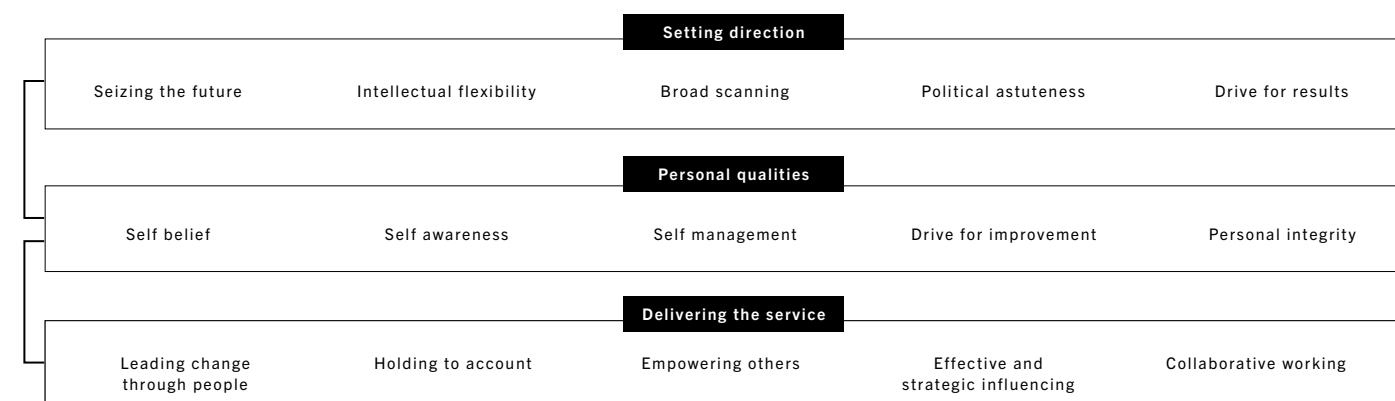 Setting direction
Seizing the future
Intellectual flexibility
Broad scanning
Political astuteness
Drive for results
Personal qualities
Self belief
Self awareness
Self management
Drive for improvement
Personal integrity
Delivering the service
Leading change
through people
Holding to account
Empowering others
Effective and
strategic influencing
Collaborative working